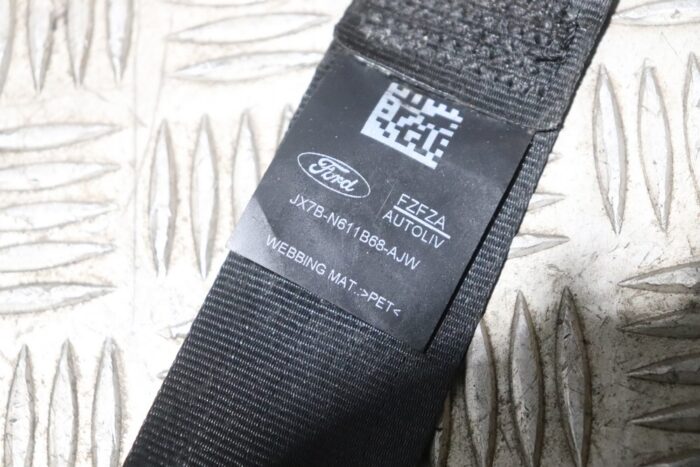 Ford
JX7B-N611B68-AJW
FZFZA
AUTOLIV
WEBBING MAT..>PET<